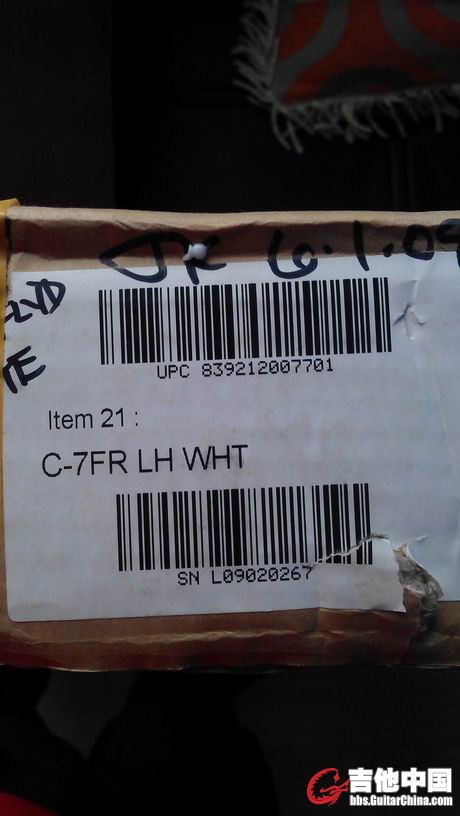 JK 6.1.09
UPC 839212007701
Item 21 :
C-7FR LH WHT
SN L09020267
吉他中国
bbs.GuitarChina.com